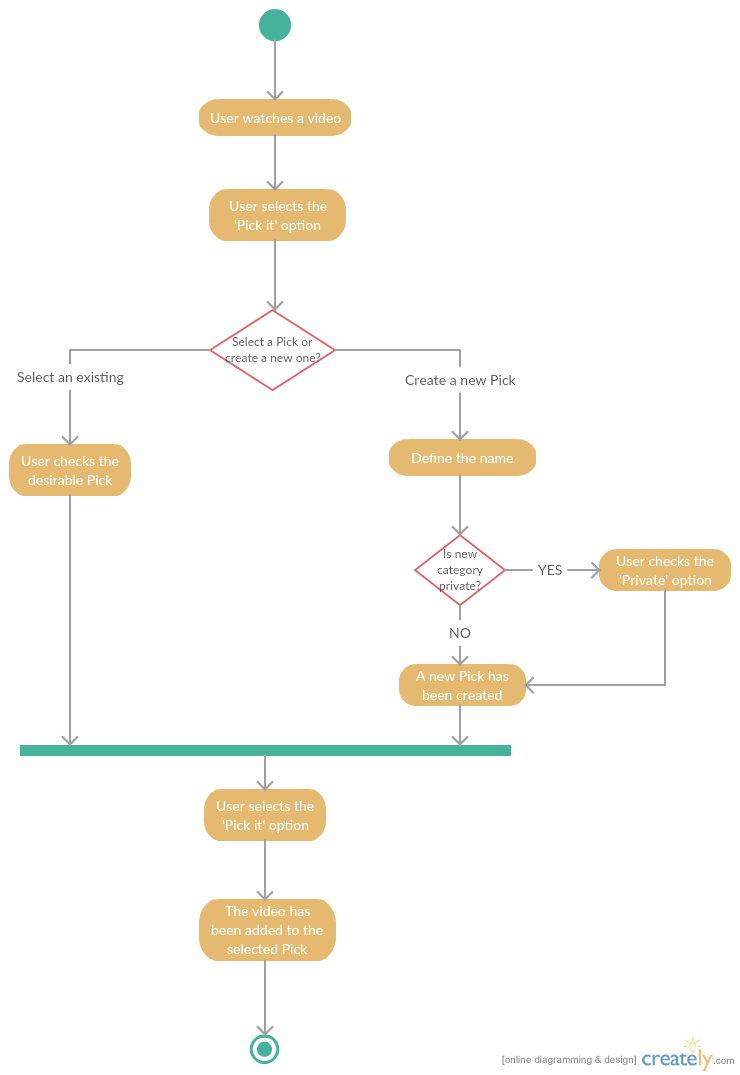 User watches a video
User selects the
'Pick it' option
Select a Pick or
create a new one?
Select an existing
Create a new Pick
User checks the
desirable Pick
Define the name
Is new
category
private?
YES
User checks the
'Private' option
NO
A new Pick has
been created
User selects the
'Pick it' option
The video has
been added to the
selected Pick
[online diagramming & design] creately.com